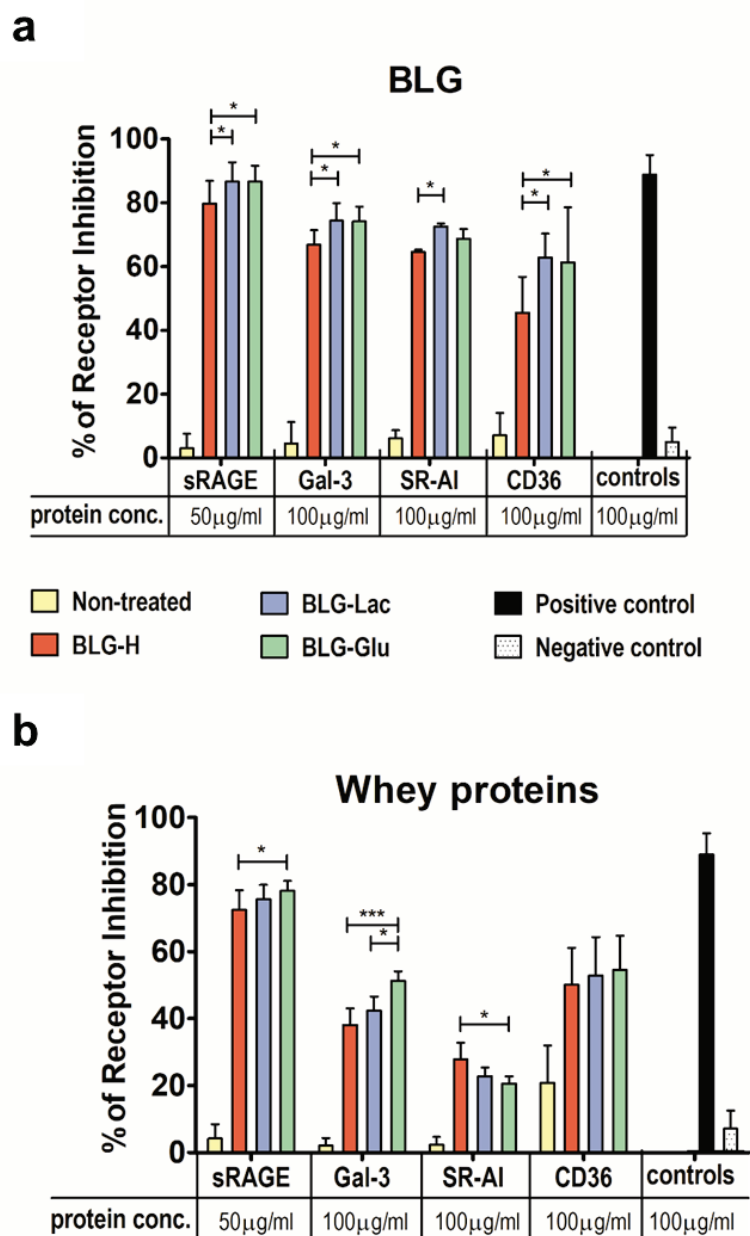 a
BLG
% of Receptor Inhibition
100
80
60
40
20
0
* * * * * * *
sRAGE Gal-3 SR-AI CD36 controls
protein conc. 50µg/ml 100µg/ml 100µg/ml 100µg/ml 100µg/ml
Non-treated BLG-Lac Positive control
BLG-H BLG-Glu Negative control
b
Whey proteins
% of Receptor Inhibition
100
80
60
40
20
0
* *** * *
sRAGE Gal-3 SR-AI CD36 controls
protein conc. 50µg/ml 100µg/ml 100µg/ml 100µg/ml 100µg/ml